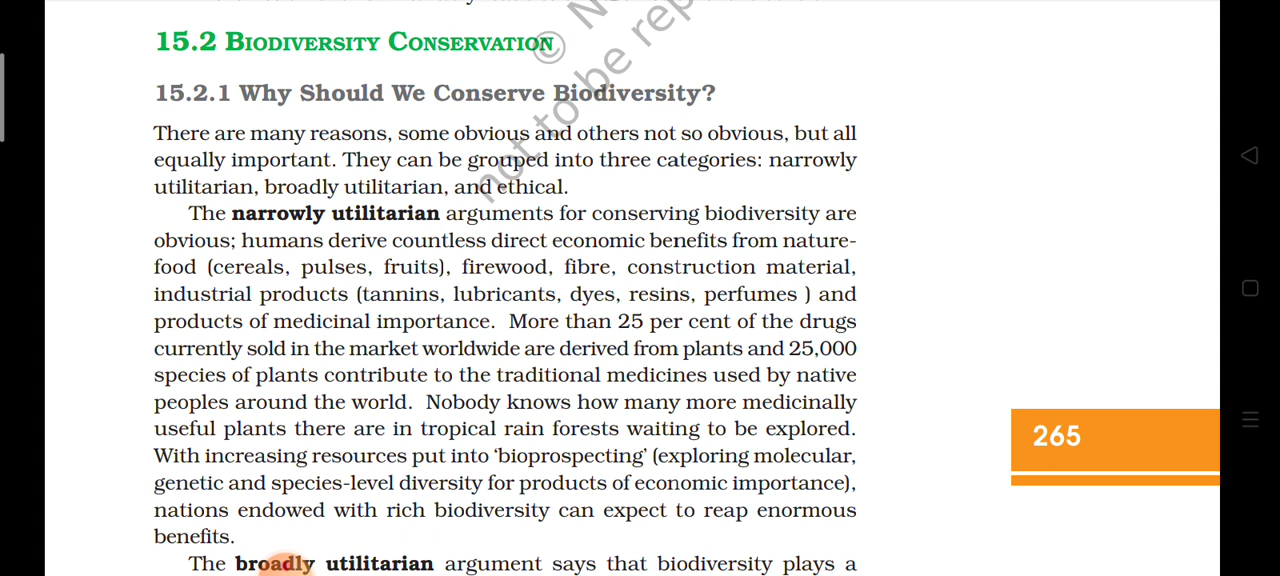 15.2 BIODIVERSITY CONSERVATION
15.2.1 Why Should We Conserve Biodiversity?
There are many reasons, some obvious and others not so obvious, but all
equally important. They can be grouped into three categories: narrowly
utilitarian, broadly utilitarian, and ethical.
The narrowly utilitarian arguments for conserving biodiversity are
obvious; humans derive countless direct economic benefits from nature-
food (cereals, pulses, fruits), firewood, fibre, construction material,
industrial products (tannins, lubricants, dyes, resins, perfumes ) and
products of medicinal importance. More than 25 per cent of the drugs
currently sold in the market worldwide are derived from plants and 25,000
species of plants contribute to the traditional medicines used by native
peoples around the world. Nobody knows how many more medicinally
useful plants there are in tropical rain forests waiting to be explored.
With increasing resources put into ‘bioprospecting’ (exploring molecular,
genetic and species-level diversity for products of economic importance),
nations endowed with rich biodiversity can expect to reap enormous
benefits.
The broadly utilitarian argument says that biodiversity plays a
265
© N
not to be rep